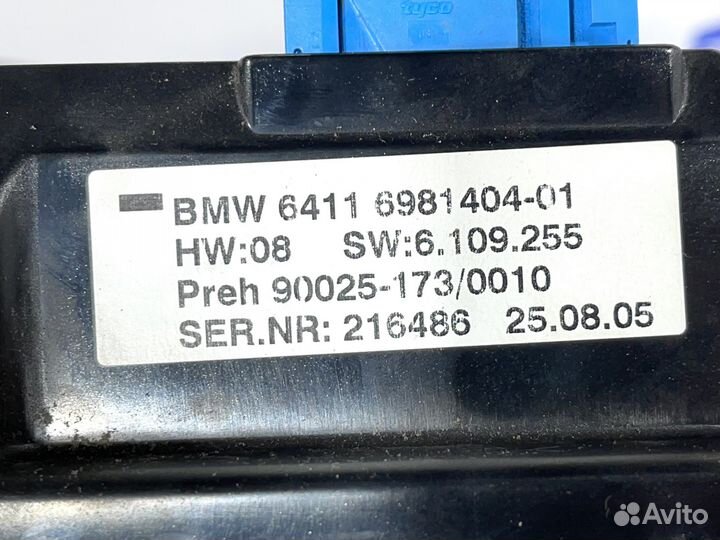 tyco
BMW 6411 6981404-01
HW:08 SW:6.109.255
Preh 90025-173/0010
SER.NR: 216486 25.08.05
Avito